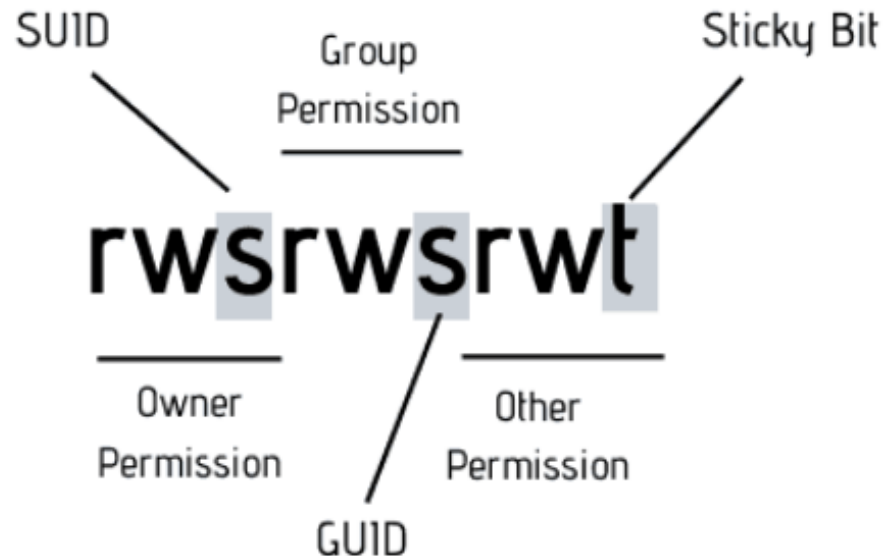 SUID
Sticky Bit
Group
Permission
rwsrwsrwt
Owner
Permission
Other
Permission
GUID